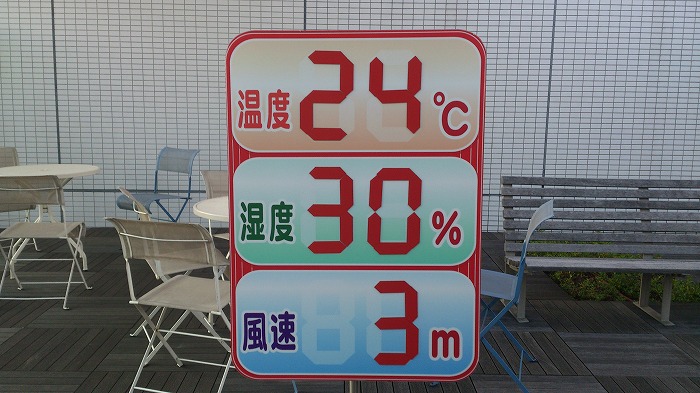 温度 24 ℃
湿度 30 %
風速 3 m